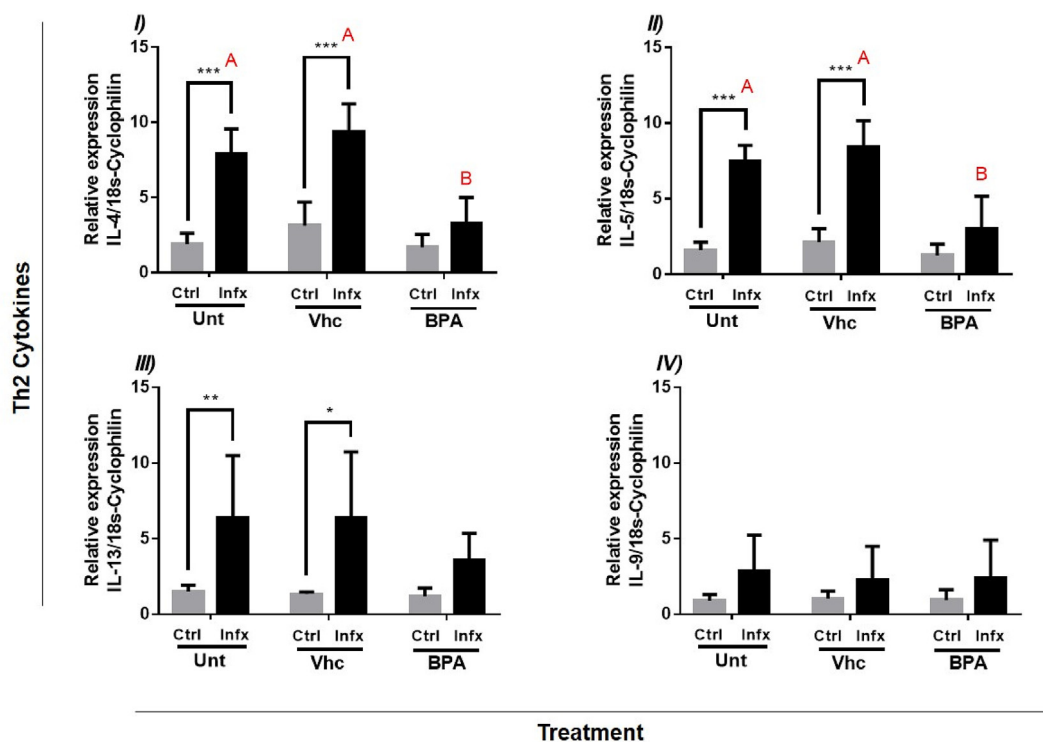 Th2 Cytokines
I)
Relative expression
IL-4/18s-Cyclophilin
15
10
5
0
***
A
***
A
B
Ctrl Infx Ctrl Infx Ctrl Infx
Unt Vhc BPA
II)
Relative expression
IL-5/18s-Cyclophilin
15
10
5
0
***
A
***
A
B
Ctrl Infx Ctrl Infx Ctrl Infx
Unt Vhc BPA
III)
Relative expression
IL-13/18s-Cyclophilin
15
10
5
0
**
*
Ctrl Infx Ctrl Infx Ctrl Infx
Unt Vhc BPA
IV)
Relative expression
IL-9/18s-Cyclophilin
15
10
5
0
Ctrl Infx Ctrl Infx Ctrl Infx
Unt Vhc BPA
Treatment